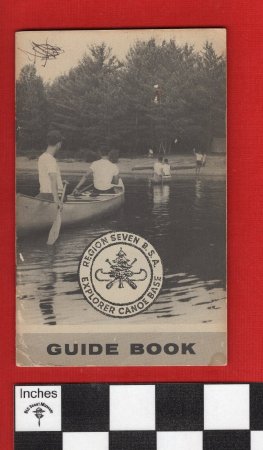 REGION SEVEN B.S.A.
EXPLORER CANOE BASE
GUIDE BOOK
Inches